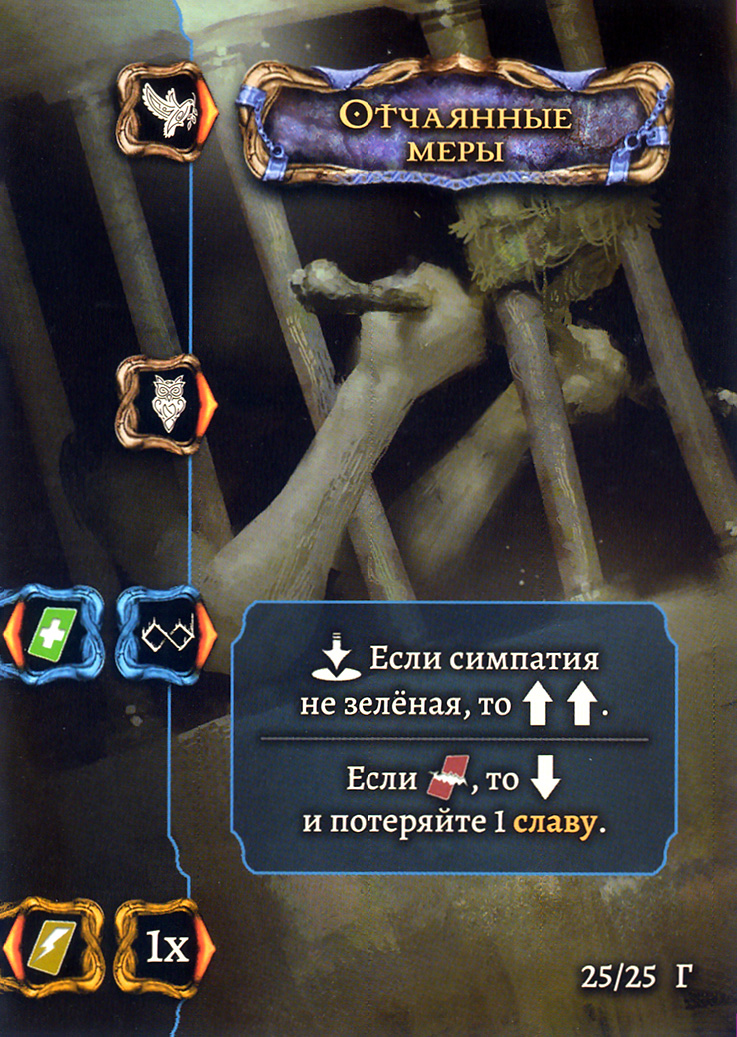 Отчаянные
меры
Если симпатия
не зелёная, то
.
Если , то
и потеряйте 1 славу.
1x
25/25 Г